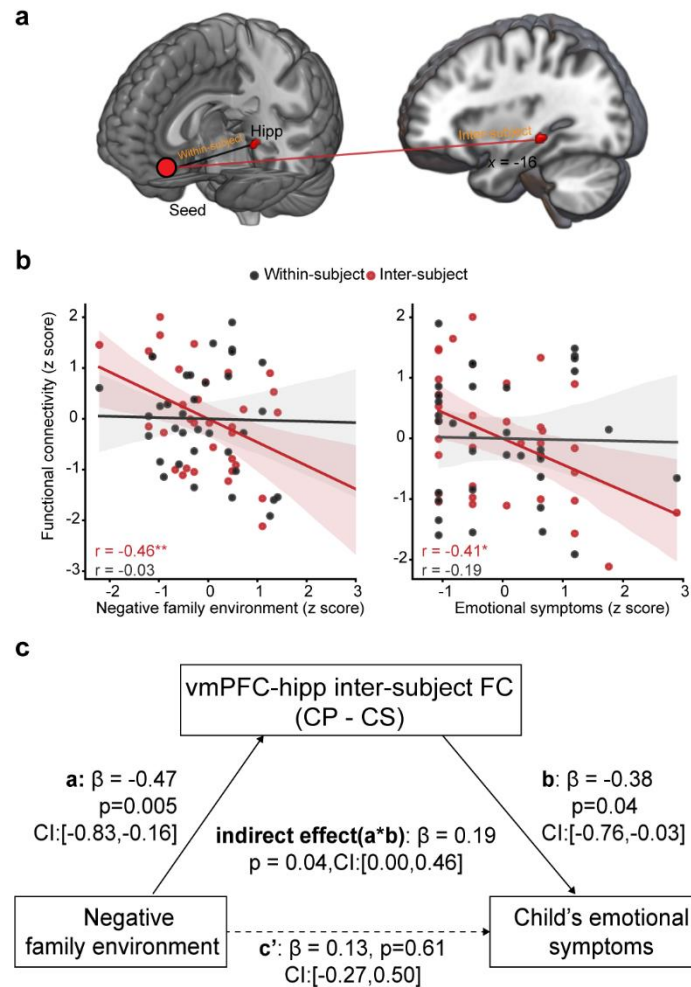 a
Within-subject
Hipp
Seed
Inter-subject
x = -16
b
Within-subject Inter-subject
Functional connectivity (z score)
2
1
0
-1
-2
-3
r = -0.46**
r = -0.03
-2 -1 0 1 2 3
Negative family environment (z score)
2
1
0
-1
-2
r = -0.41*
r = -0.19
-1 0 1 2 3
Emotional symptoms (z score)
c
vmPFC-hipp inter-subject FC
(CP - CS)
a: β = -0.47
p=0.005
CI:[-0.83,-0.16]
b: β = -0.38
p=0.04
CI:[-0.76,-0.03]
indirect effect(a*b): β = 0.19
p = 0.04,CI:[0.00,0.46]
Negative
family environment
Child's emotional
symptoms
c': β = 0.13, p=0.61
CI:[-0.27,0.50]